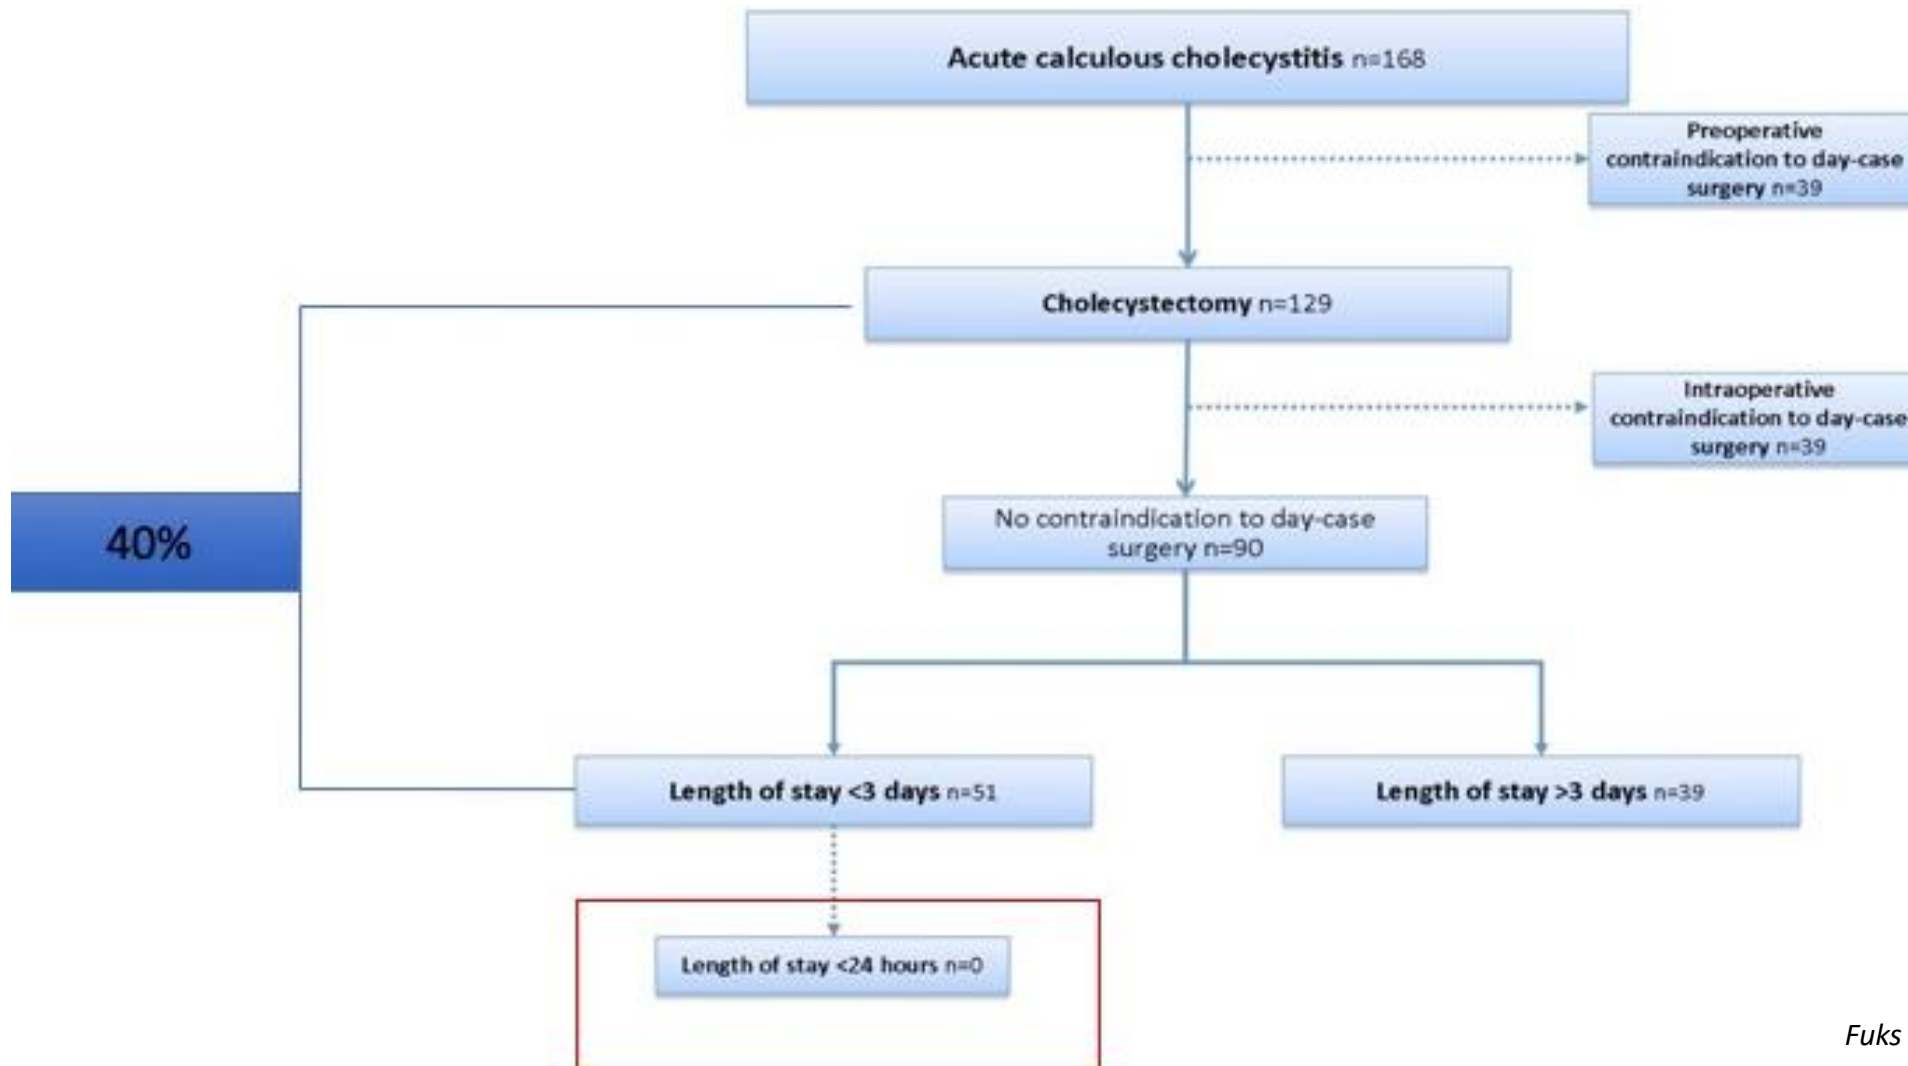 Acute calculous cholecystitis n=168
Preoperative
contraindication to day-case
surgery n=39
Cholecystectomy n=129
Intraoperative
contraindication to day-case
surgery n=39
No contraindication to day-case
surgery n=90
40%
Length of stay <3 days n=51
Length of stay >3 days n=39
Length of stay <24 hours n=0
Fuks